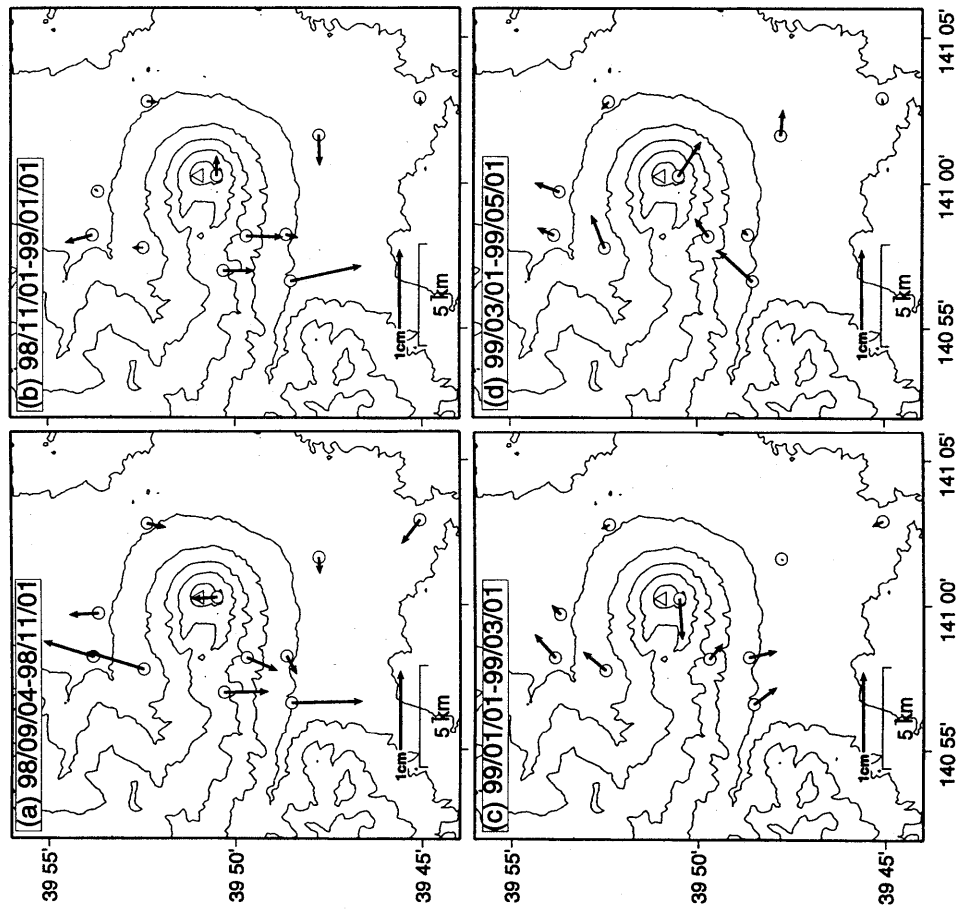 (b) 98/11/01-99/01/01
1cm
5 km
(d) 99/03/01-99/05/01
1cm
5 km
141 05'
141 00'
140 55'
(a) 98/09/04-98/11/01
1cm
5 km
39 55'
39 50'
39 45'
(c) 99/01/01-99/03/01
1cm
5 km
39 55'
39 50'
39 45'
141 05'
141 00'
140 55'